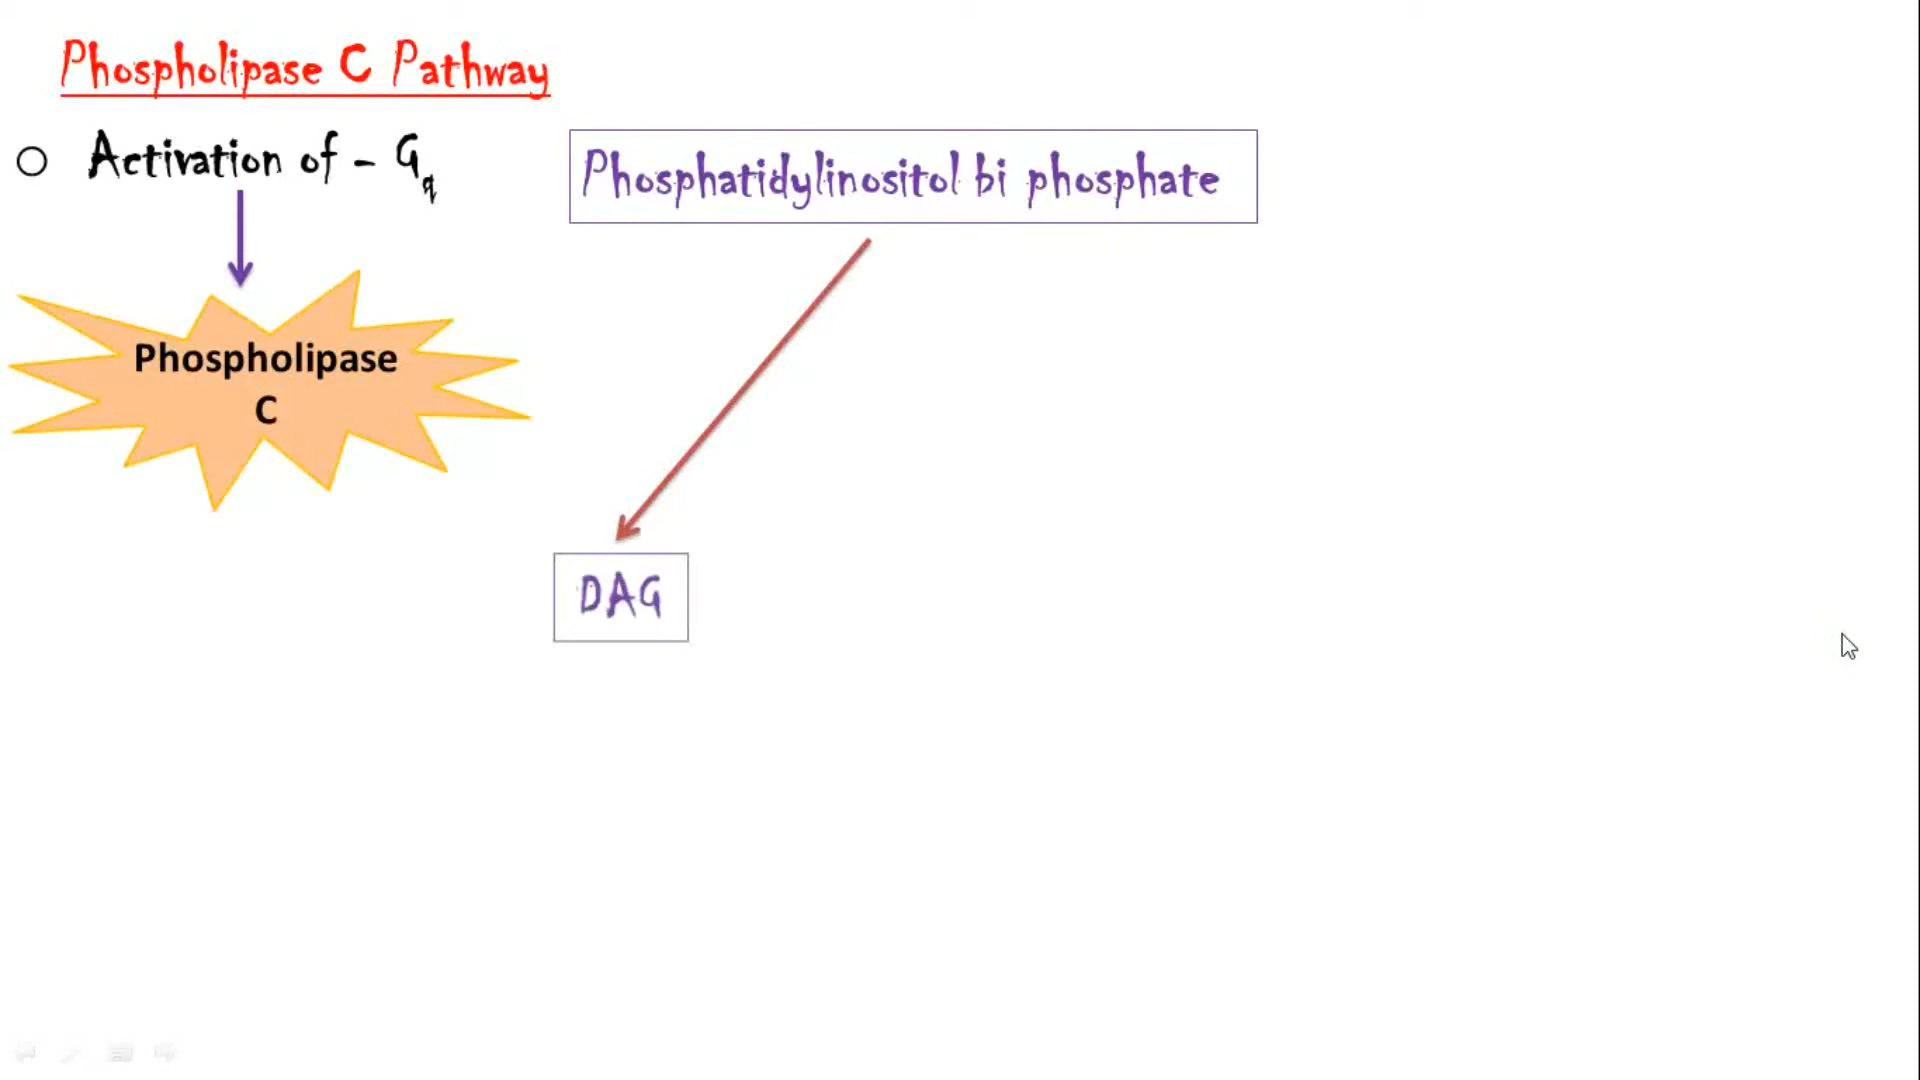 Phospholipase C Pathway
Activation of - Gq
Phosphatidylinositol bi phosphate
Phospholipase
C
DAG